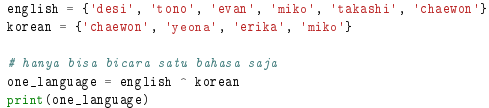 english = {'desi', 'tono', 'evan', 'miko', 'takashi', 'chaewon'}
korean = {'chaewon', 'yeona', 'erika', 'miko'}
# hanya bisa bicara satu bahasa saja
one_language = english ^ korean
print(one_language)